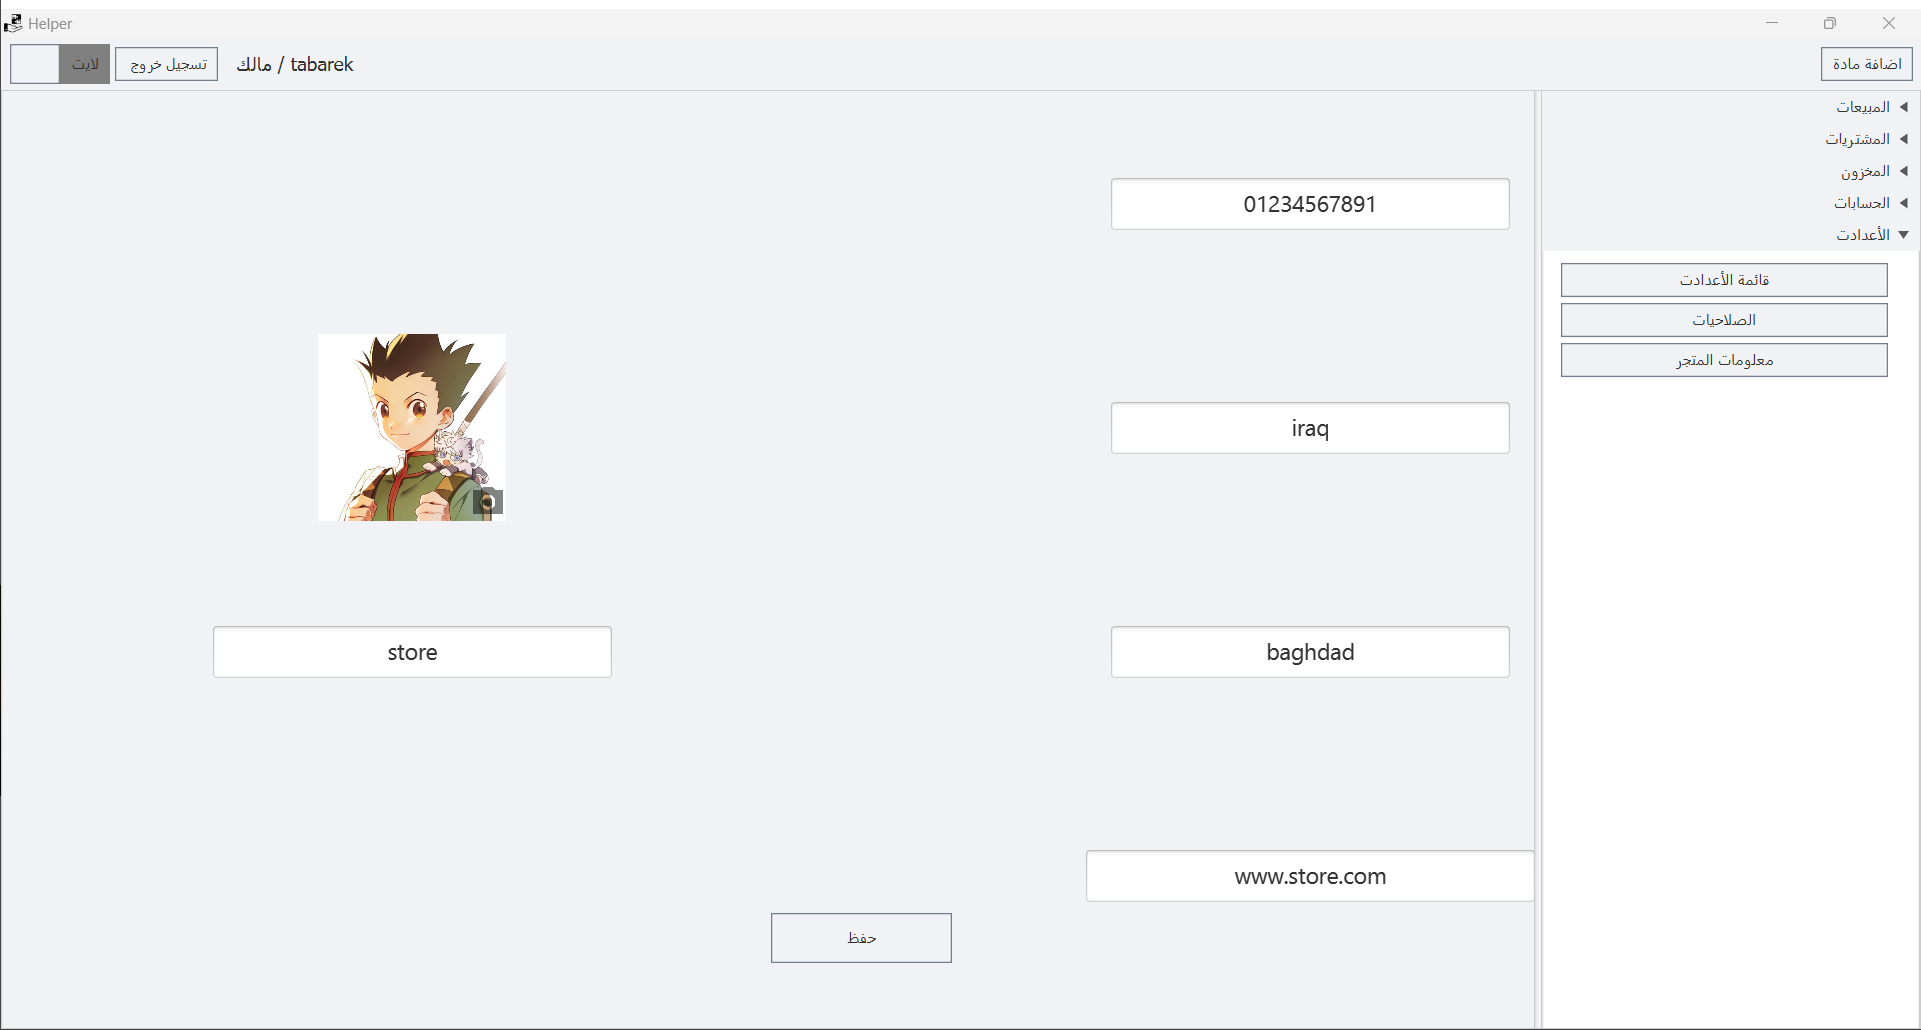 Helper
اضافة مادة
tabarek / مالك
تسجيل خروج
لايت
المبيعات
المشتريات
المخزون
الحسابات
الأعدادت
قائمة الأعدادت
الصلاحيات
معلومات المتجر
01234567891
iraq
baghdad
www.store.com
store
حفظ